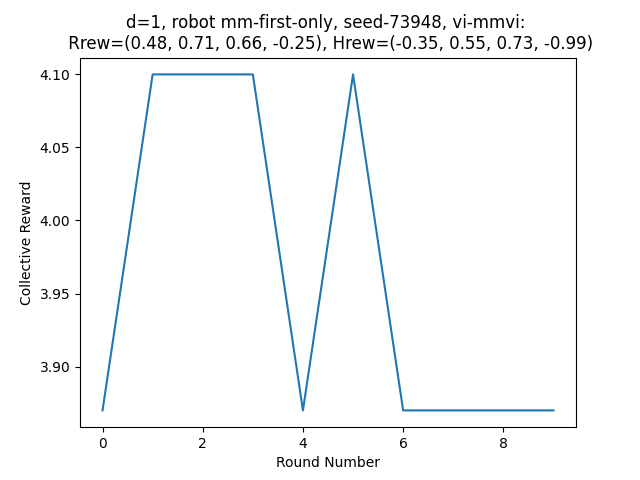 d=1, robot mm-first-only, seed-73948, vi-mmvi:
Rrew=(0.48, 0.71, 0.66, -0.25), Hrew=(-0.35, 0.55, 0.73, -0.99)
4.10
4.05
4.00
3.95
3.90
Collective Reward
0 2 4 6 8
Round Number